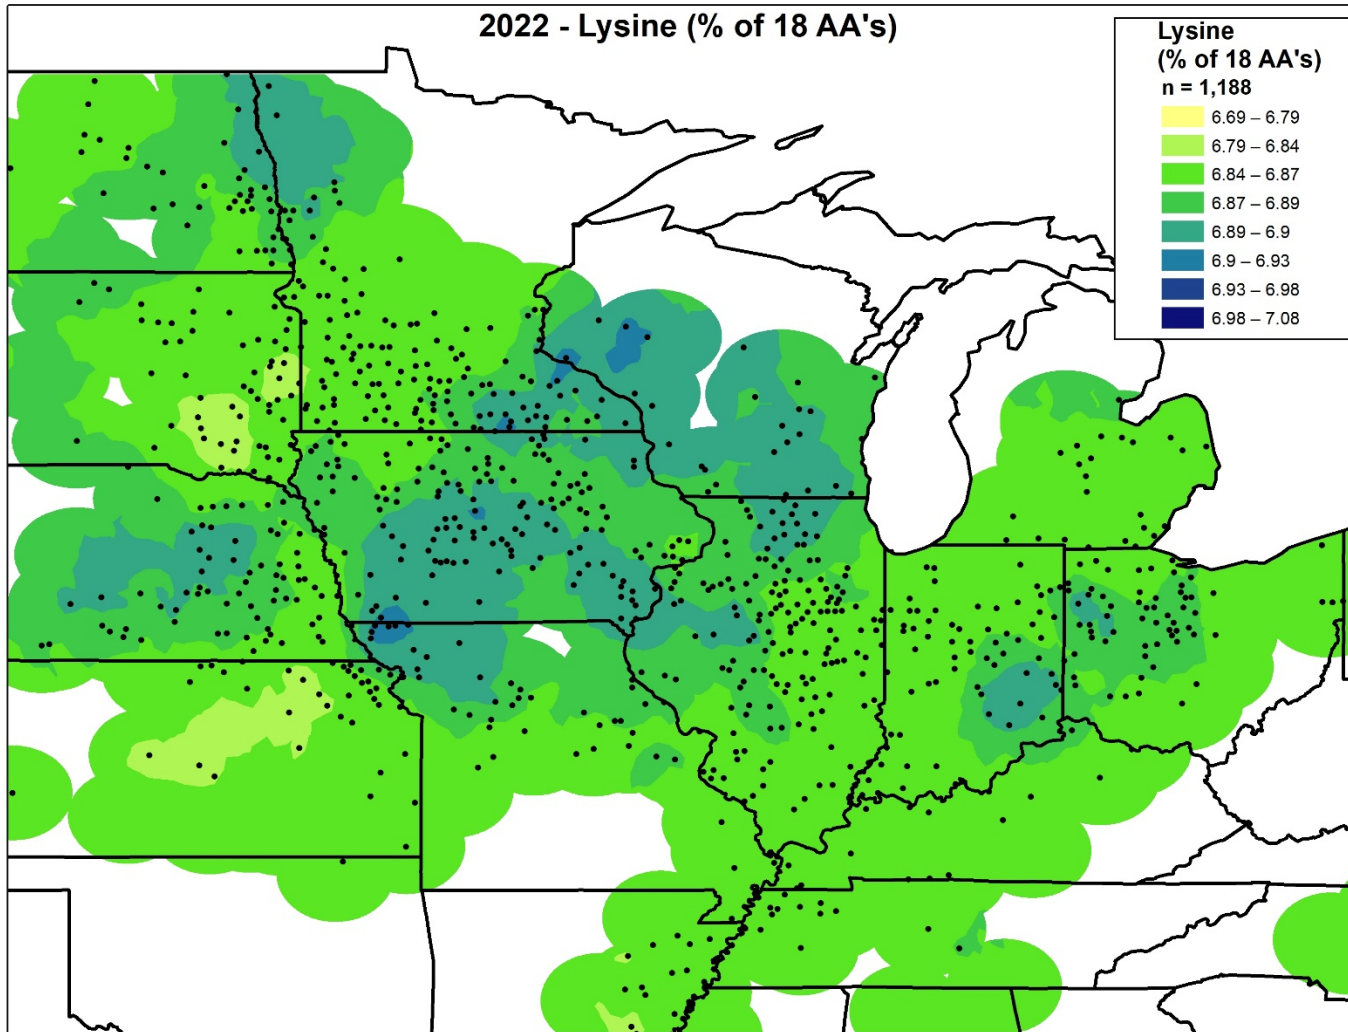 2022 - Lysine (% of 18 AA's)
Lysine
(% of 18 AA's)
n = 1,188
6.69 – 6.79
6.79 – 6.84
6.84 – 6.87
6.87 – 6.89
6.89 – 6.9
6.9 – 6.93
6.93 – 6.98
6.98 – 7.08